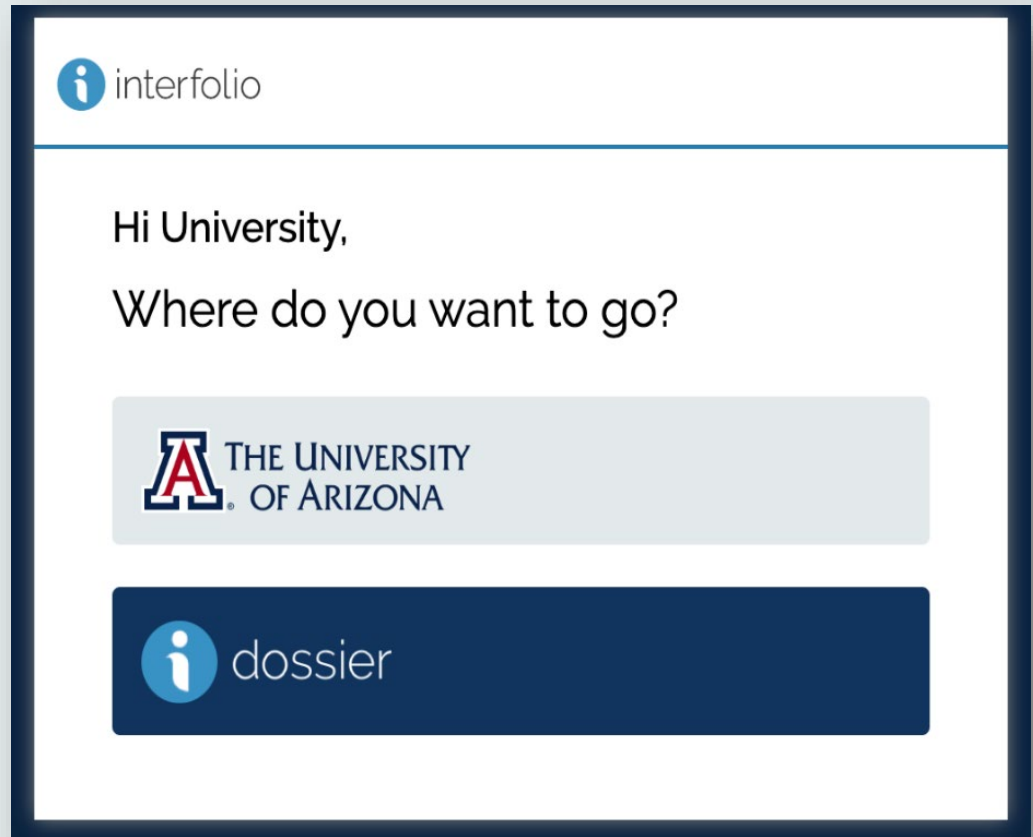 interfolio
Hi University,
Where do you want to go?
A
THE UNIVERSITY
OF ARIZONA
dossier